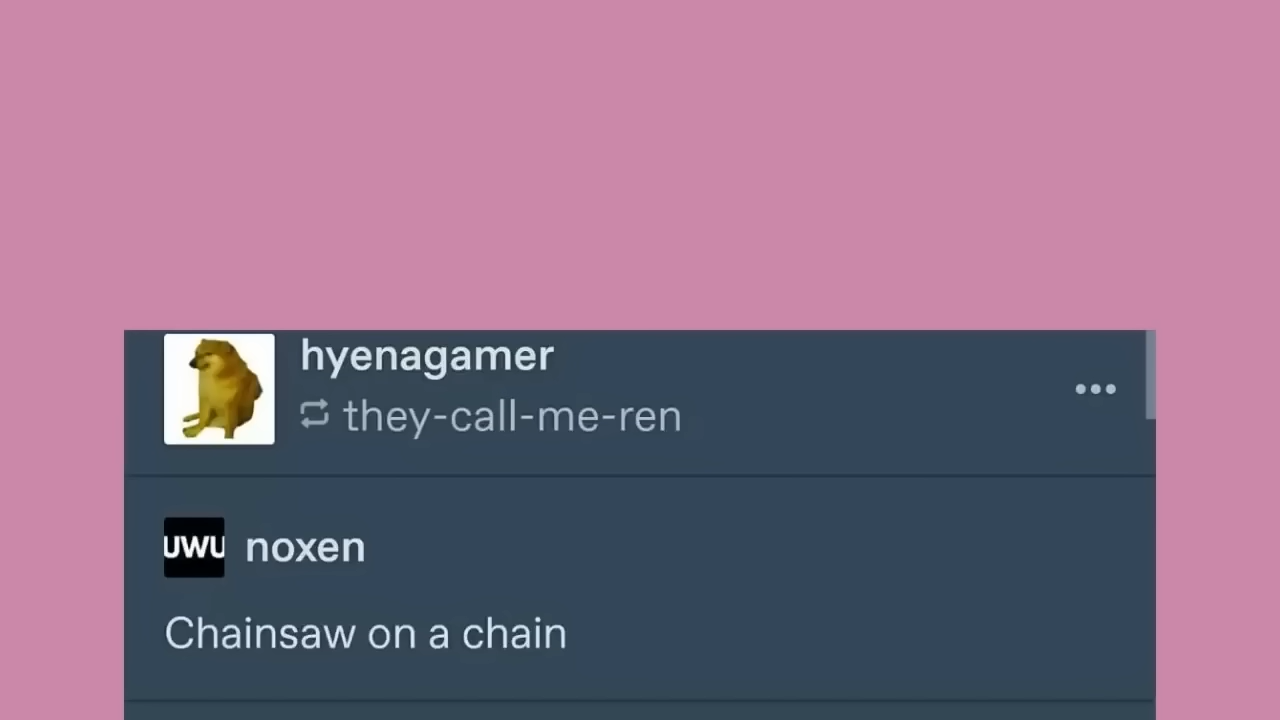 hyenagamer
they-call-me-ren
UWU
noxen
Chainsaw on a chain